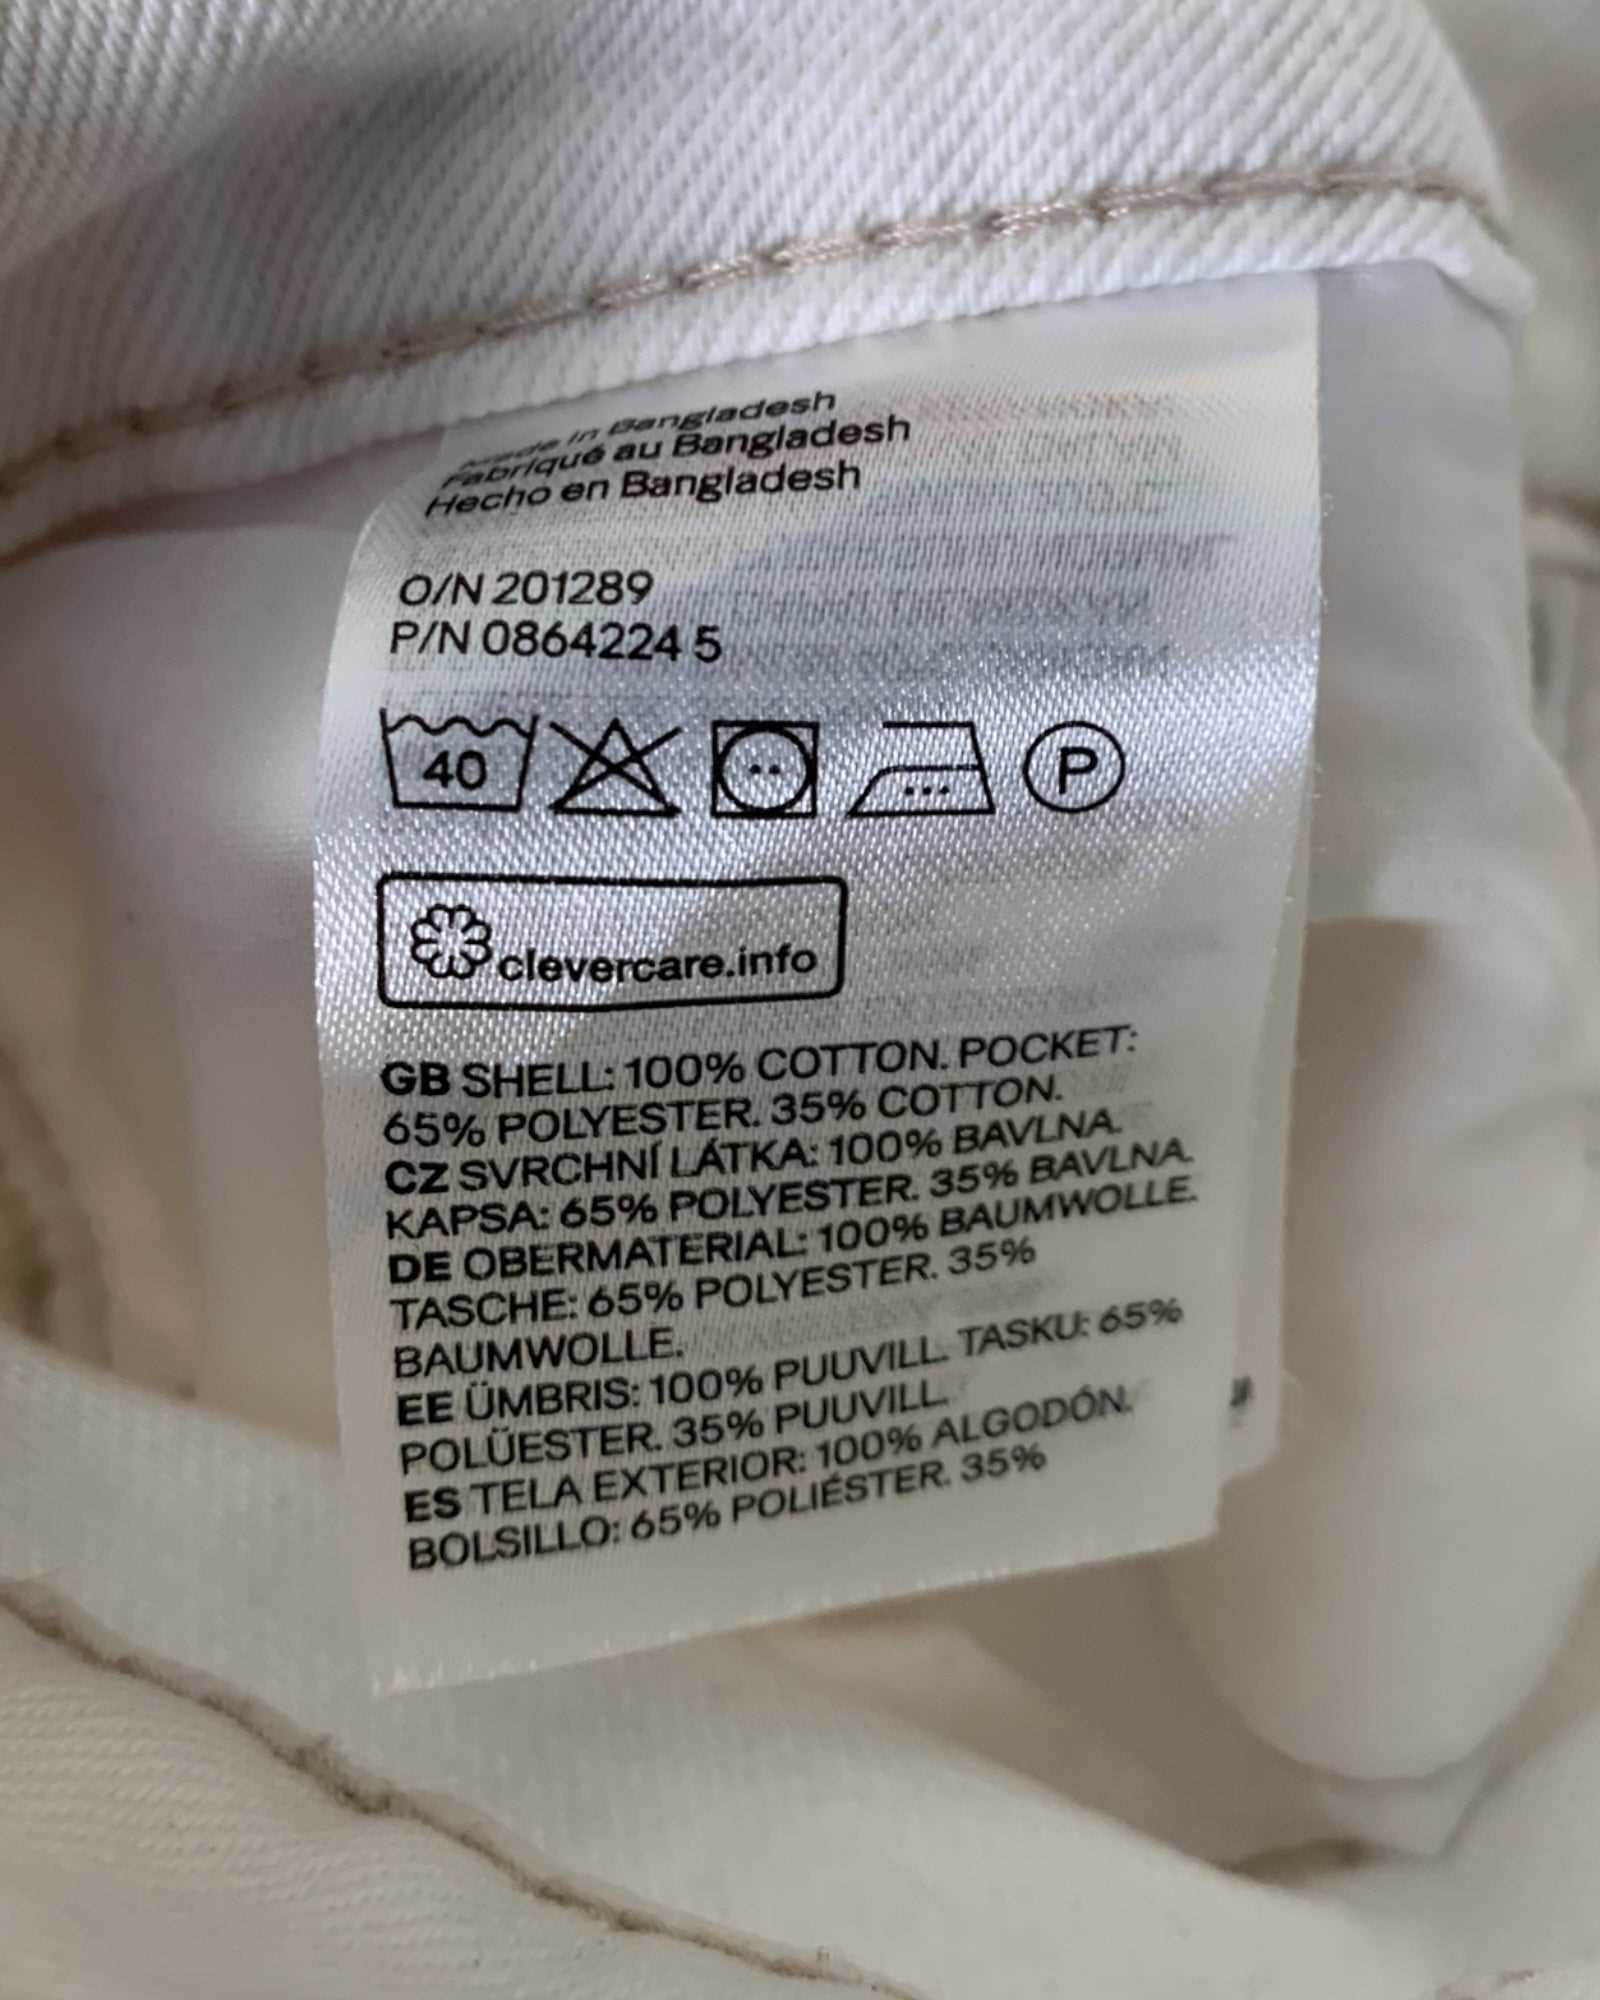 Made in Bangladesh
Fabriqué au Bangladesh
Hecho en Bangladesh
O/N 201289
P/N 0864224 5
40
P
clevercare.info
GB SHELL: 100% COTTON. POCKET:
65% POLYESTER. 35% COTTON.
CZ SVRCHNÍ LÁTKA: 100% BAVLNA.
KAPSA: 65% POLYESTER. 35% BAVLNA.
DE OBERMATERIAL: 100% BAUMWOLLE.
TASCHE: 65% POLYESTER. 35%
BAUMWOLLE.
EE ÜMBRIS: 100% PUUVILL. TASKU: 65%
POLÜESTER. 35% PUUVILL.
ES TELA EXTERIOR: 100% ALGODÓN.
BOLSILLO: 65% POLIÉSTER. 35%